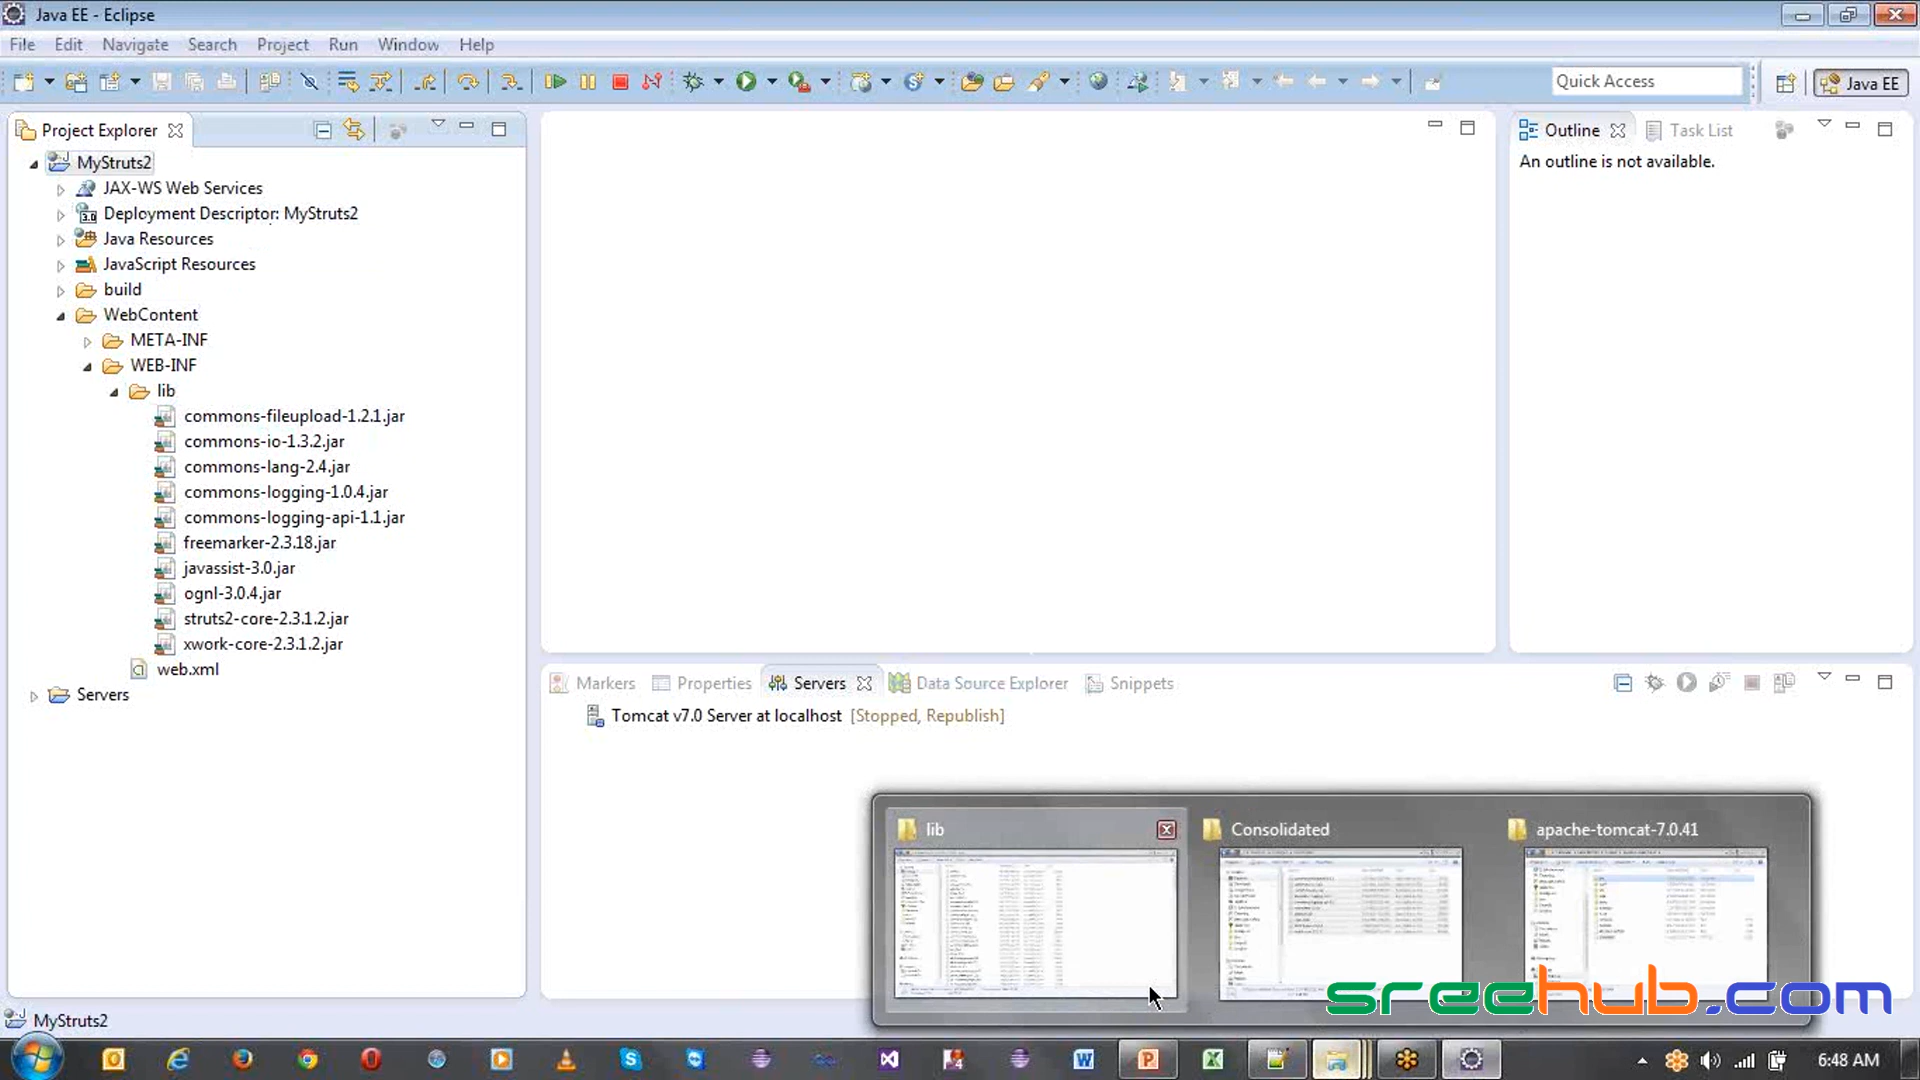 Java EE - Eclipse
File Edit Navigate Search Project Run Window Help
Quick Access
Java EE
Project Explorer
MyStruts2
JAX-WS Web Services
3.0 Deployment Descriptor: MyStruts2
Java Resources
JavaScript Resources
build
WebContent
META-INF
WEB-INF
lib
commons-fileupload-1.2.1.jar
commons-io-1.3.2.jar
commons-lang-2.4.jar
commons-logging-1.0.4.jar
commons-logging-api-1.1.jar
freemarker-2.3.18.jar
javassist-3.0.jar
ognl-3.0.4.jar
struts2-core-2.3.1.2.jar
xwork-core-2.3.1.2.jar
web.xml
Servers
Outline Task List
An outline is not available.
Markers Properties Servers Data Source Explorer Snippets
Tomcat v7.0 Server at localhost [Stopped, Republish]
lib Consolidated apache-tomcat-7.0.41
sreehub.com
MyStruts2
6:48 AM